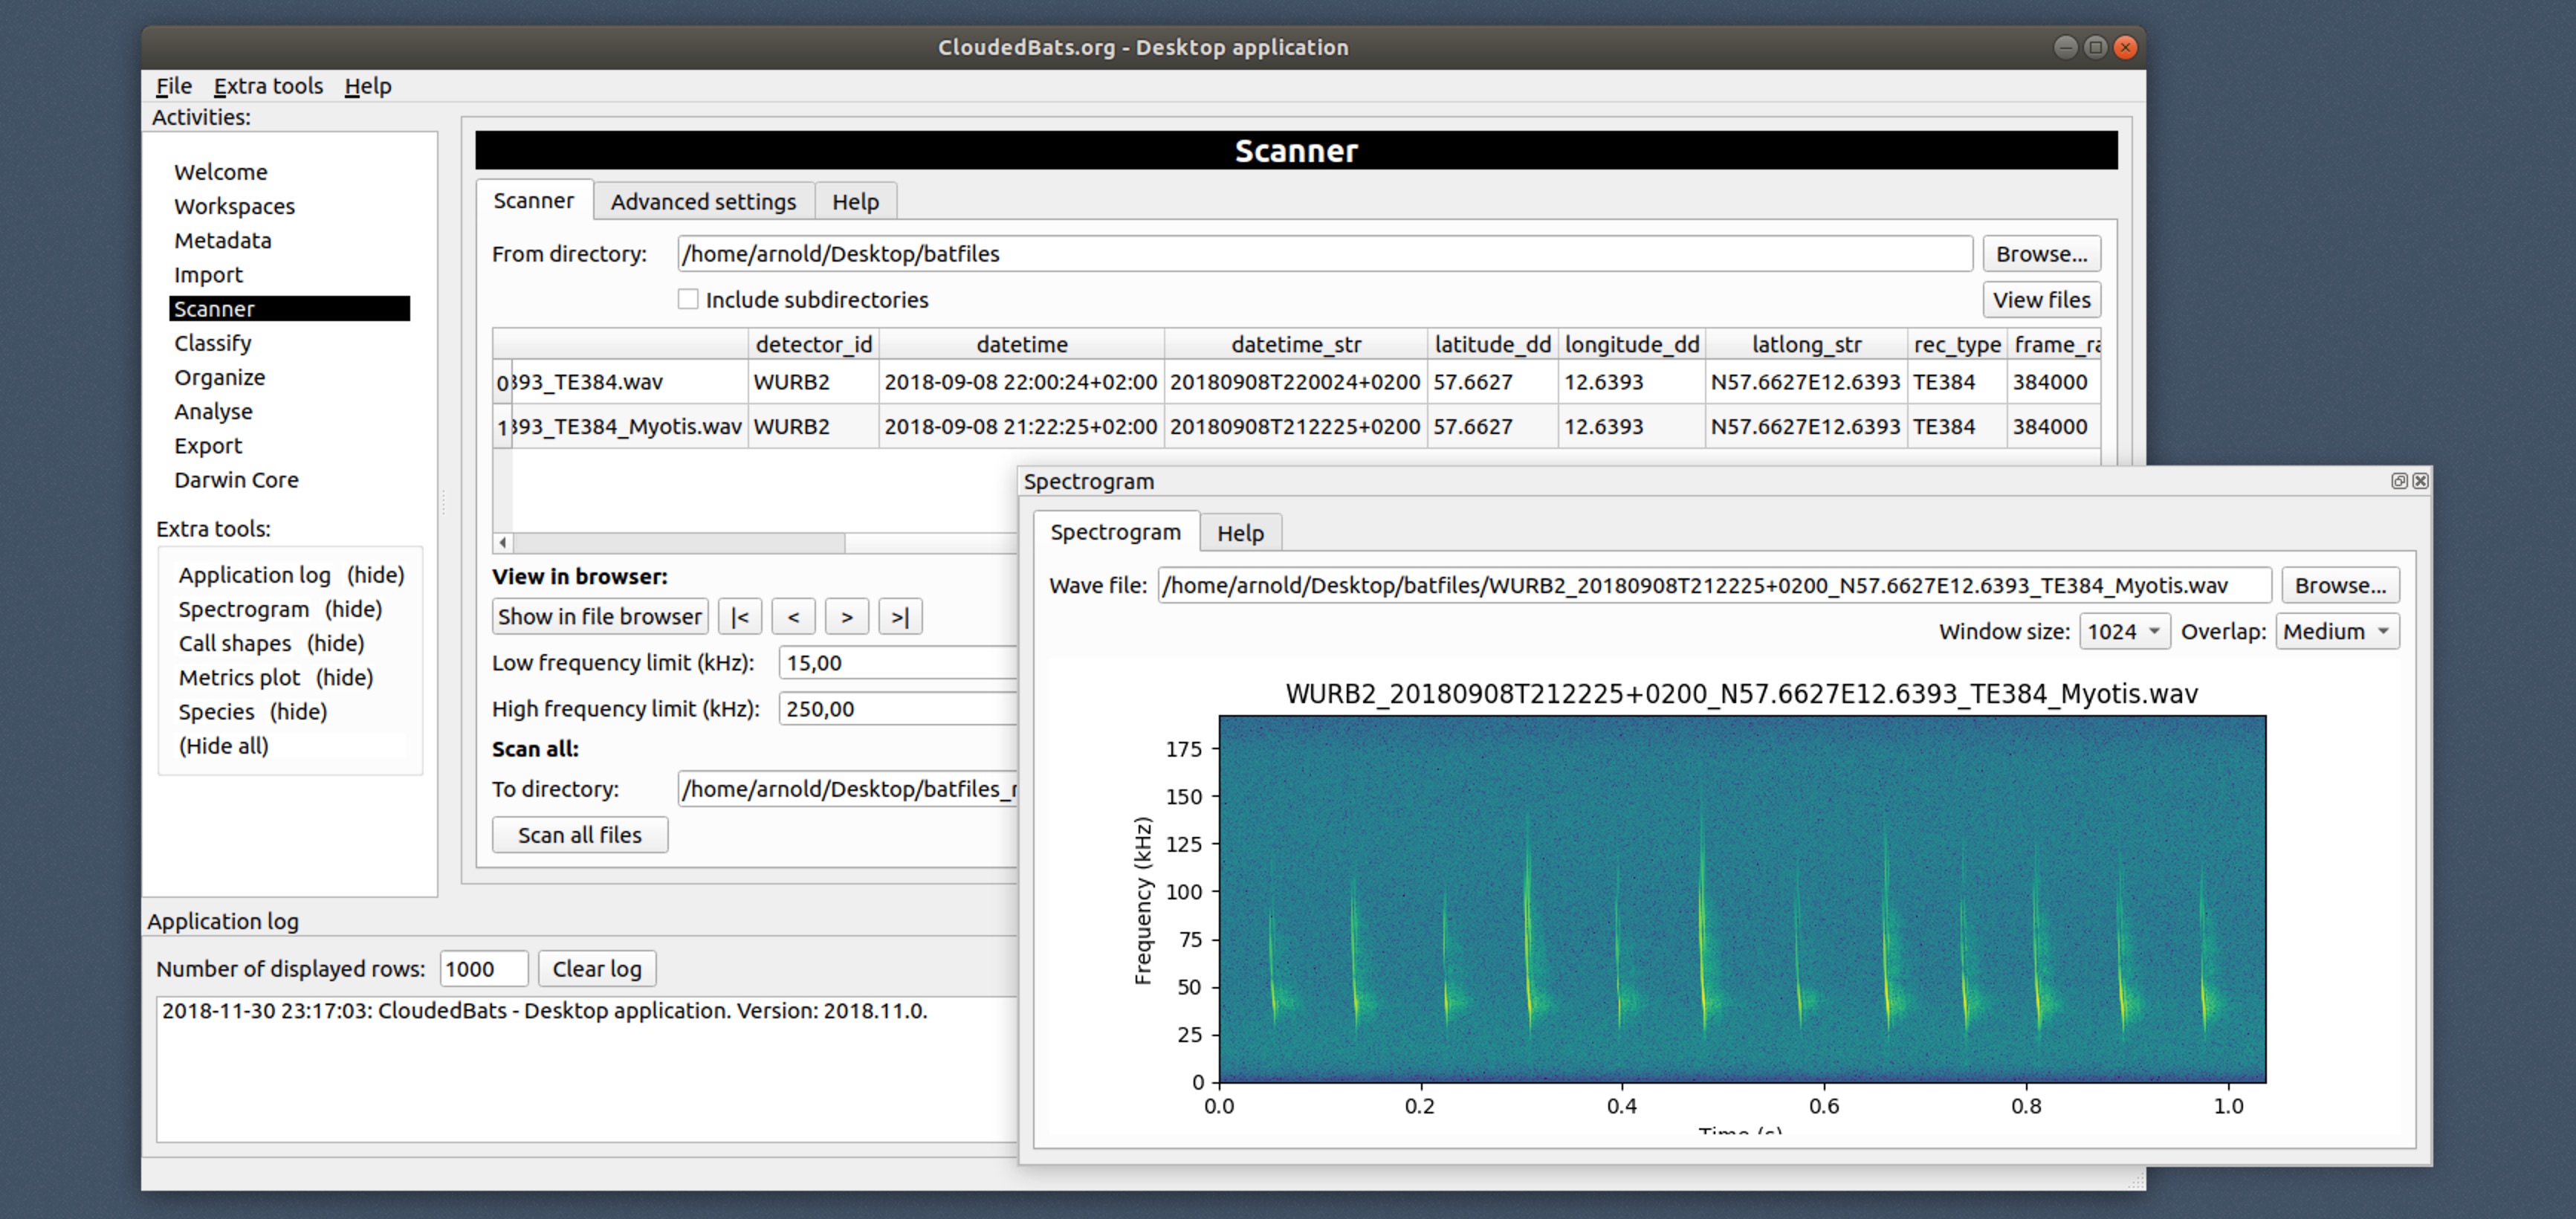 CloudedBats.org - Desktop application
File Extra tools Help
Activities:
Welcome
Workspaces
Metadata
Import
Scanner
Classify
Organize
Analyse
Export
Darwin Core
Extra tools:
Application log (hide)
Spectrogram (hide)
Call shapes (hide)
Metrics plot (hide)
Species (hide)
(Hide all)
Scanner
Scanner Advanced settings Help
From directory: /home/arnold/Desktop/batfiles Browse...
Include subdirectories View files
detector_id datetime datetime_str latitude_dd longitude_dd latlong_str rec_type frame_ra
0 393_TE384.wav WURB2 2018-09-08 22:00:24+02:00 20180908T220024+0200 57.6627 12.6393 N57.6627E12.6393 TE384 384000
1 393_TE384_Myotis.wav WURB2 2018-09-08 21:22:25+02:00 20180908T212225+0200 57.6627 12.6393 N57.6627E12.6393 TE384 384000
View in browser:
Show in file browser |< < > >|
Low frequency limit (kHz): 15,00
High frequency limit (kHz): 250,00
Scan all:
To directory: /home/arnold/Desktop/batfiles_r
Scan all files
Application log
Number of displayed rows: 1000 Clear log
2018-11-30 23:17:03: CloudedBats - Desktop application. Version: 2018.11.0.
Spectrogram
Spectrogram Help
Wave file: /home/arnold/Desktop/batfiles/WURB2_20180908T212225+0200_N57.6627E12.6393_TE384_Myotis.wav Browse...
Window size: 1024 Overlap: Medium
WURB2_20180908T212225+0200_N57.6627E12.6393_TE384_Myotis.wav
Frequency (kHz)
175
150
125
100
75
50
25
0
0.0 0.2 0.4 0.6 0.8 1.0
Time (s)